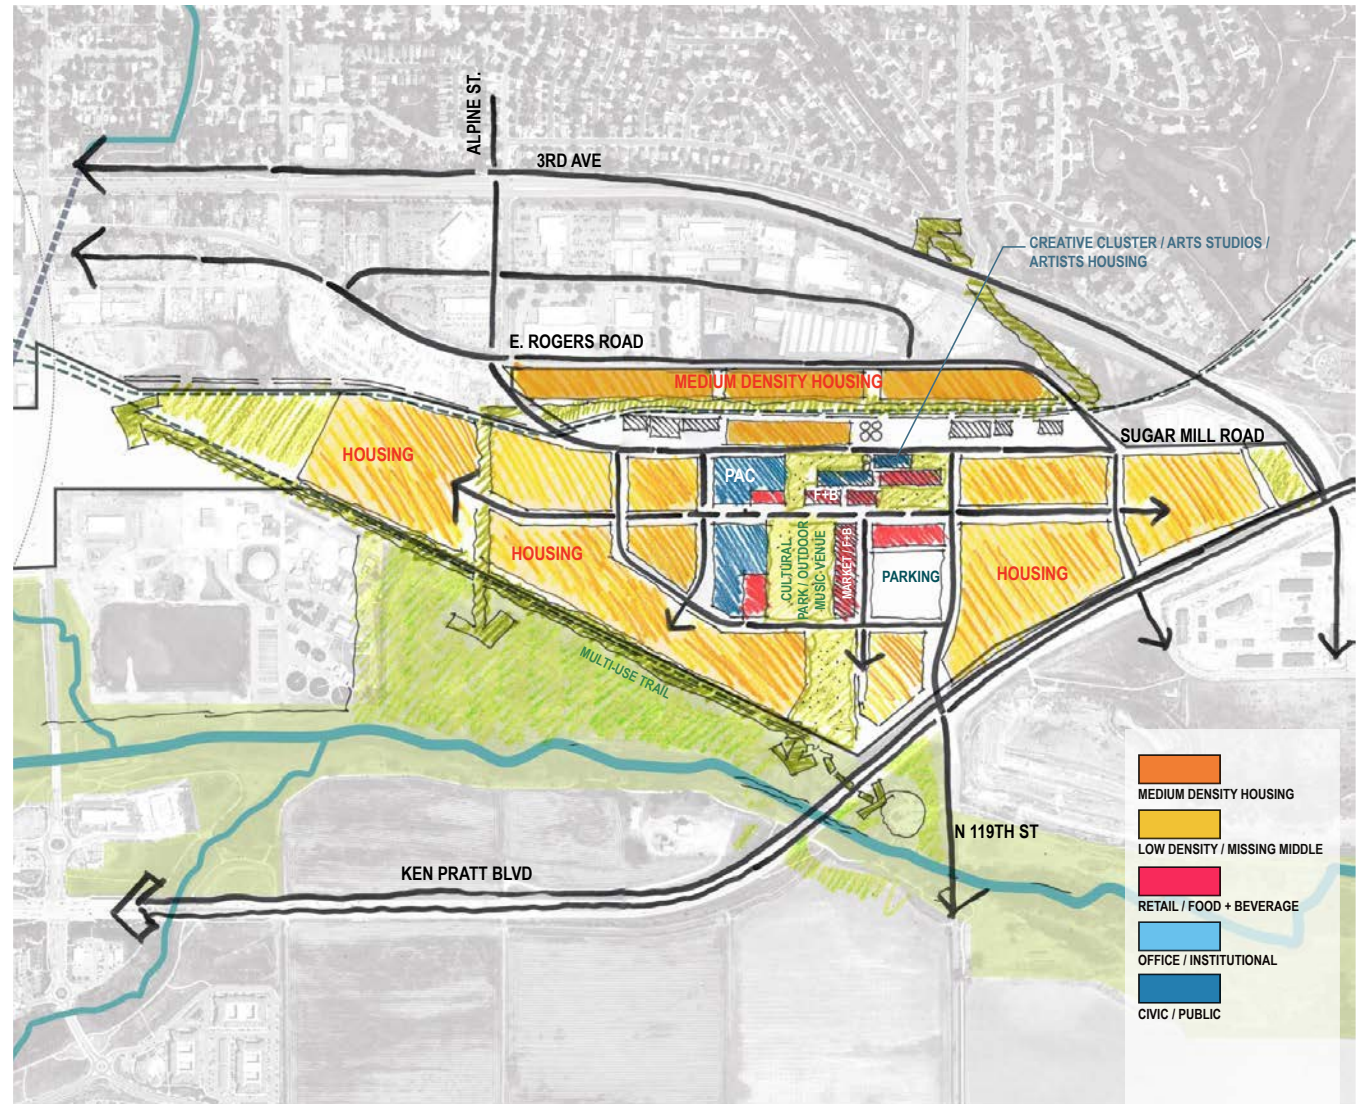 ALPINE ST.
3RD AVE
CREATIVE CLUSTER / ARTS STUDIOS /
ARTISTS HOUSING
E. ROGERS ROAD
MEDIUM DENSITY HOUSING
SUGAR MILL ROAD
HOUSING
PAC
F+B
HOUSING
CULTURAL
PARK / OUTDOOR
MUSIC VENUE
MARKET / F+B
PARKING
HOUSING
MULTI-USE TRAIL
N 119TH ST
KEN PRATT BLVD
MEDIUM DENSITY HOUSING
LOW DENSITY / MISSING MIDDLE
RETAIL / FOOD + BEVERAGE
OFFICE / INSTITUTIONAL
CIVIC / PUBLIC